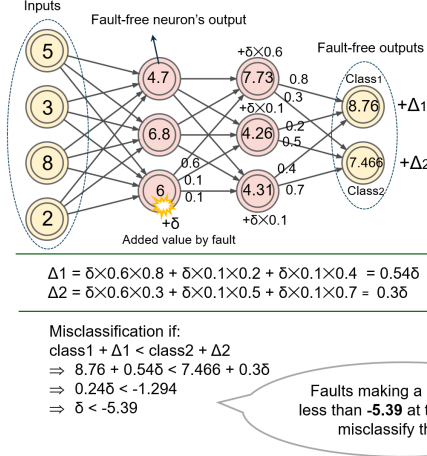 Inputs
Fault-free neuron's output
Fault-free outputs
5
3
8
2
4.7
6.8
6
+δ
Added value by fault
0.6
0.1
0.1
+δ×0.6
7.73
+δ×0.1
4.26
4.31
+δ×0.1
0.8
0.3
0.2
0.5
0.4
0.7
Class1
8.76
+Δ1
7.466
+Δ2
Class2
Δ1 = δ×0.6×0.8 + δ×0.1×0.2 + δ×0.1×0.4 = 0.54δ
Δ2 = δ×0.6×0.3 + δ×0.1×0.5 + δ×0.1×0.7 = 0.3δ
Misclassification if:
class1 + Δ1 < class2 + Δ2
⇒ 8.76 + 0.54δ < 7.466 + 0.3δ
⇒ 0.24δ < -1.294
⇒ δ < -5.39
Faults making a
less than -5.39 at t
misclassify th